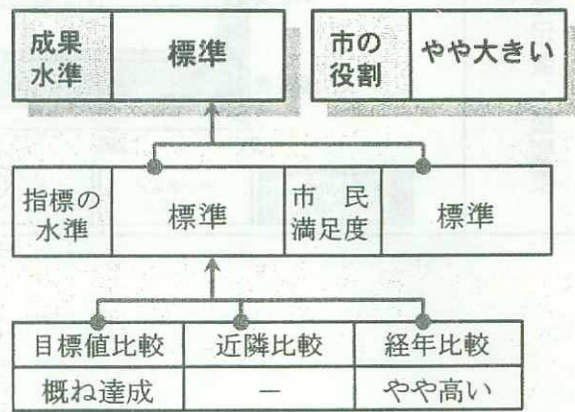 成果
水準
標準
市の
役割
やや大きい
指標の
水準
標準
市民
満足度
標準
目標値比較
近隣比較
経年比較
概ね達成
－
やや高い